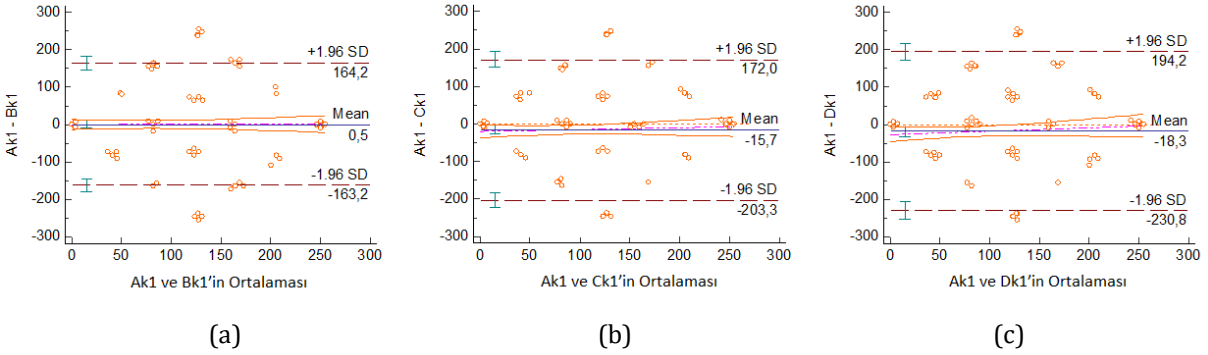 300
200
100
0
-100
-200
-300
Ak1 - Bk1
+1.96 SD
164,2
Mean
0,5
-1.96 SD
-163,2
0 50 100 150 200 250 300
Ak1 ve Bk1’in Ortalaması
(a)
300
200
100
0
-100
-200
-300
Ak1 - Ck1
+1.96 SD
172,0
Mean
-15,7
-1.96 SD
-203,3
0 50 100 150 200 250 300
Ak1 ve Ck1’in Ortalaması
(b)
300
200
100
0
-100
-200
-300
Ak1 - Dk1
+1.96 SD
194,2
Mean
-18,3
-1.96 SD
-230,8
0 50 100 150 200 250 300
Ak1 ve Dk1’in Ortalaması
(c)